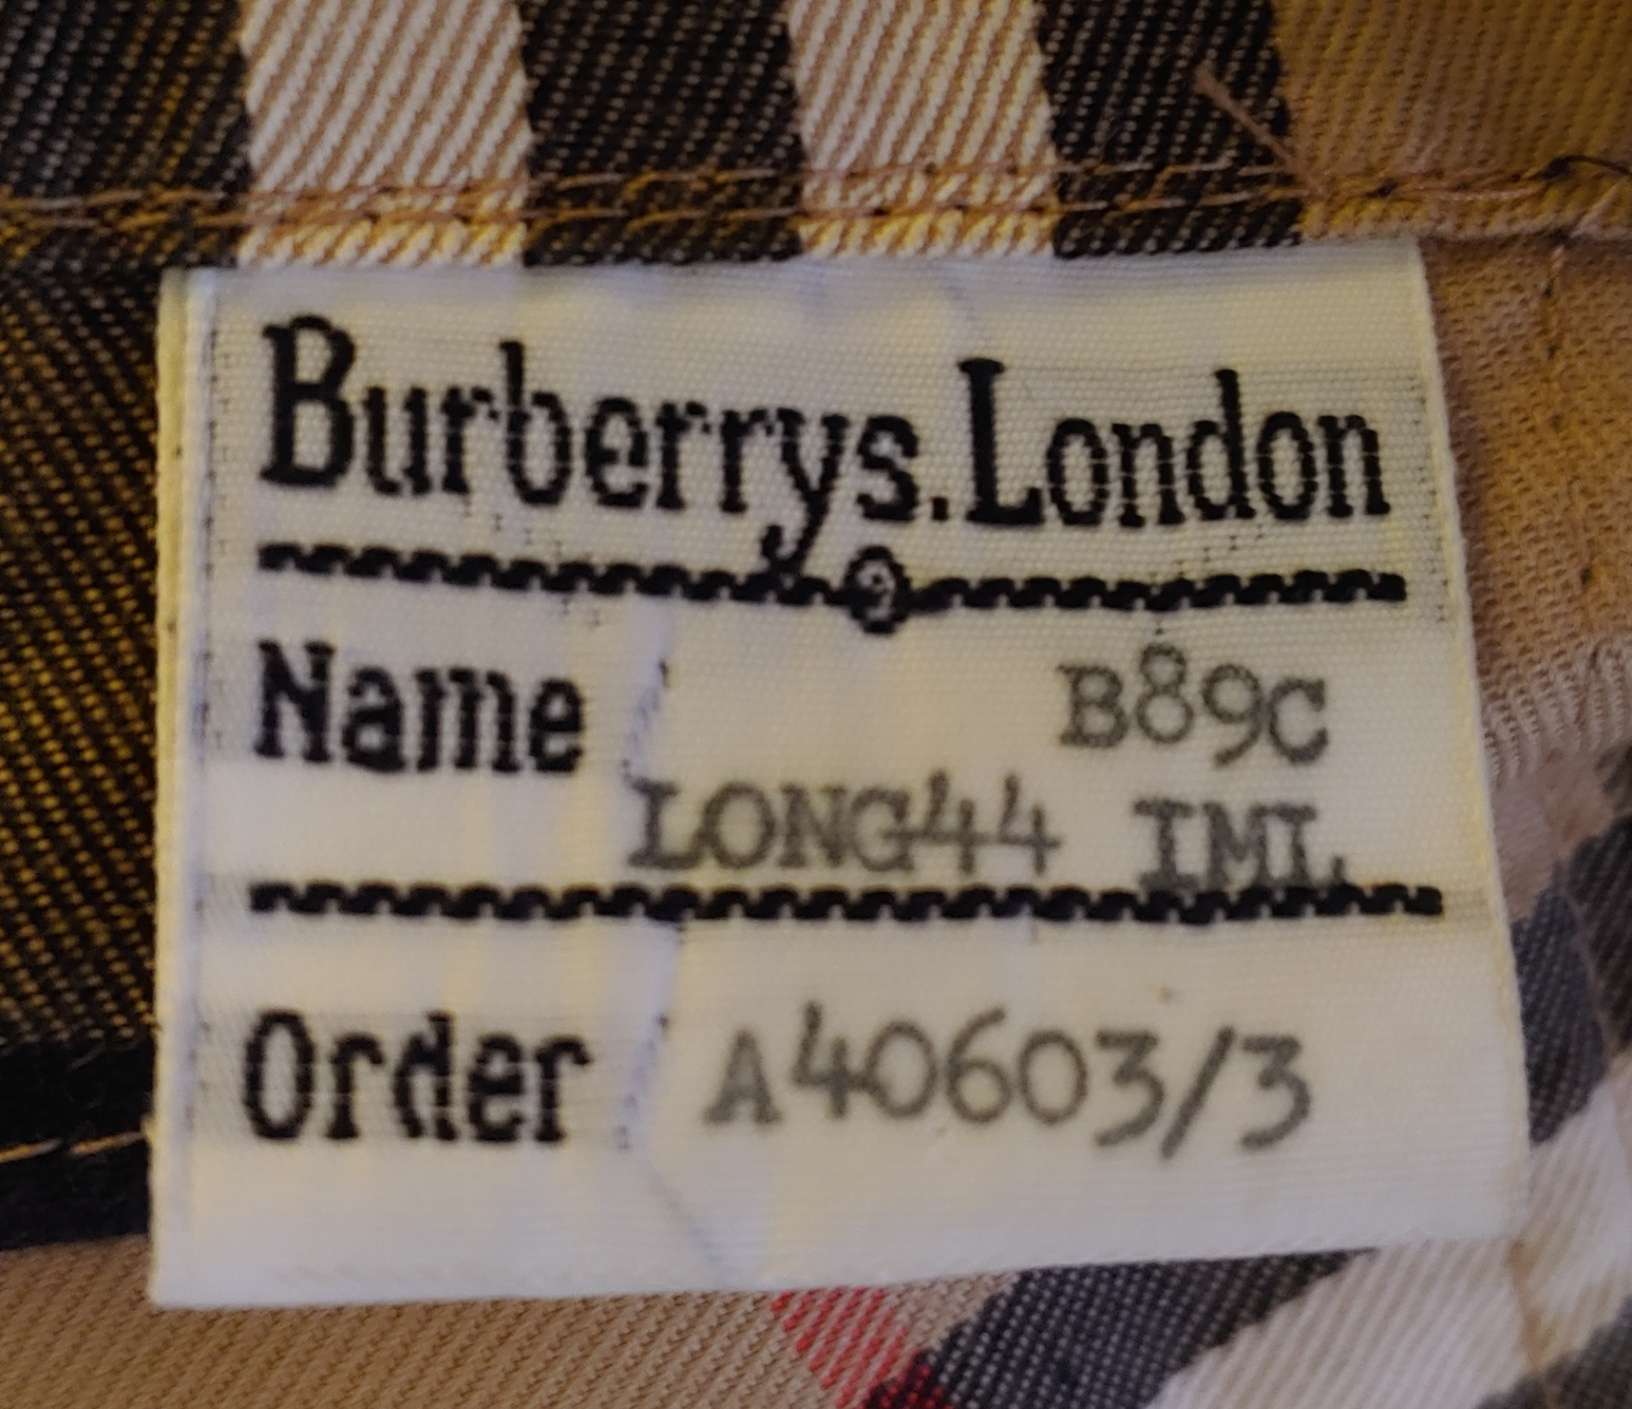 Burberrys.London
Name B89C
LONG44 IML
Order A40603/3